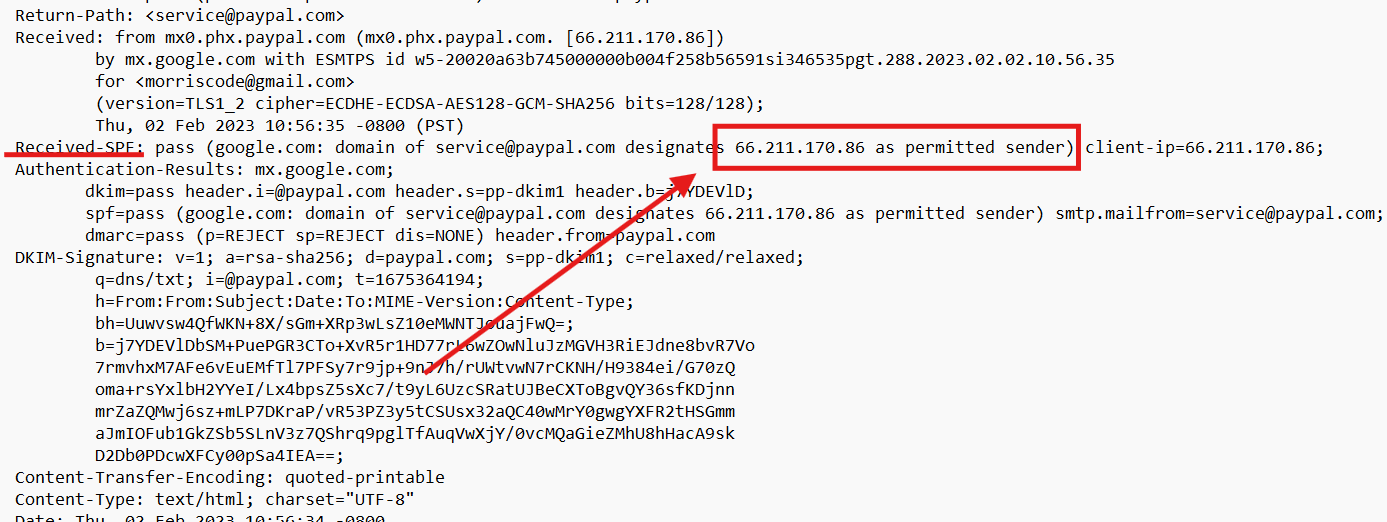 Return-Path: <service@paypal.com>
Received: from mx0.phx.paypal.com (mx0.phx.paypal.com. [66.211.170.86])
by mx.google.com with ESMTPS id w5-20020a63b745000000b004f258b56591si346535pgt.288.2023.02.02.10.56.35
for <morriscode@gmail.com>
(version=TLS1_2 cipher=ECDHE-ECDSA-AES128-GCM-SHA256 bits=128/128);
Thu, 02 Feb 2023 10:56:35 -0800 (PST)
Received-SPF: pass (google.com: domain of service@paypal.com designates 66.211.170.86 as permitted sender) client-ip=66.211.170.86;
Authentication-Results: mx.google.com;
dkim=pass header.i=@paypal.com header.s=pp-dkim1 header.b=j7YDEVlD;
spf=pass (google.com: domain of service@paypal.com designates 66.211.170.86 as permitted sender) smtp.mailfrom=service@paypal.com;
dmarc=pass (p=REJECT sp=REJECT dis=NONE) header.from=paypal.com
DKIM-Signature: v=1; a=rsa-sha256; d=paypal.com; s=pp-dkim1; c=relaxed/relaxed;
q=dns/txt; i=@paypal.com; t=1675364194;
h=From:From:Subject:Date:To:MIME-Version:Content-Type;
bh=Uuwvsw4QfWKN+8X/sGm+XRp3wLsZ10eMWNTJouajFwQ=;
b=j7YDEVlDbSM+PuePGR3CTo+XvR5r1HD77rL6wZOwNluJzMGVH3RiEJdne8bvR7Vo
oma+rsYxlbH2YYeI/Lx4bpsZ5sXc7/t9yL6UzcSRatUJBeCXToBgvQY36sfKDjnn
mrZaZQMwj6sz+mLP7DKraP/vR53PZ3y5tCSUsx32aQC40wMrY0gwgYXFR2tHSGmm
aJmIOFub1GkZSb5SLnV3z7QShrq9pglTfAuqVwXjY/0vcMQaGieZMhU8hHacA9sk
D2Db0PDcwXFCy00pSa4IEA==;
Content-Transfer-Encoding: quoted-printable
Content-Type: text/html; charset="UTF-8"
Date: Thu, 02 Feb 2023 10:56:34 -0800